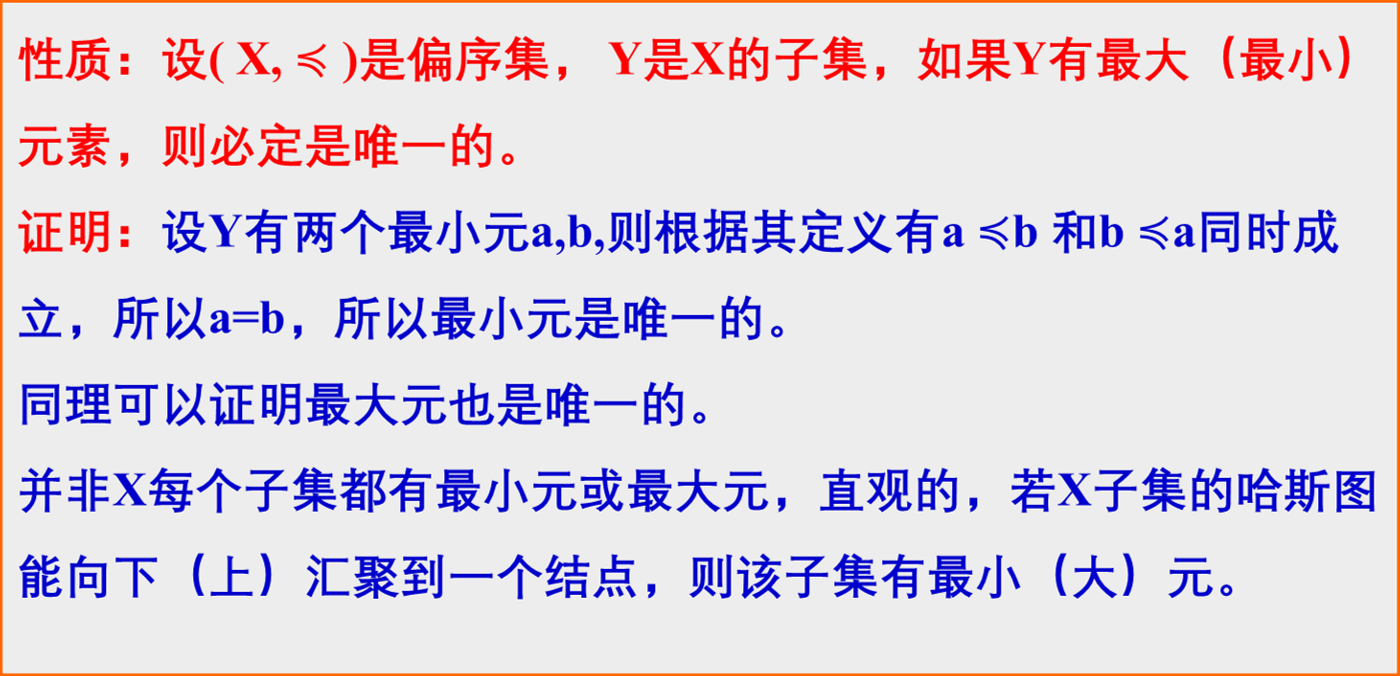 性质：设( X, ≼ )是偏序集， Y是X的子集，如果Y有最大（最小）
元素，则必定是唯一的。
证明：设Y有两个最小元a,b,则根据其定义有a ≼b 和b ≼a同时成
立，所以a=b，所以最小元是唯一的。
同理可以证明最大元也是唯一的。
并非X每个子集都有最小元或最大元，直观的，若X子集的哈斯图
能向下（上）汇聚到一个结点，则该子集有最小（大）元。